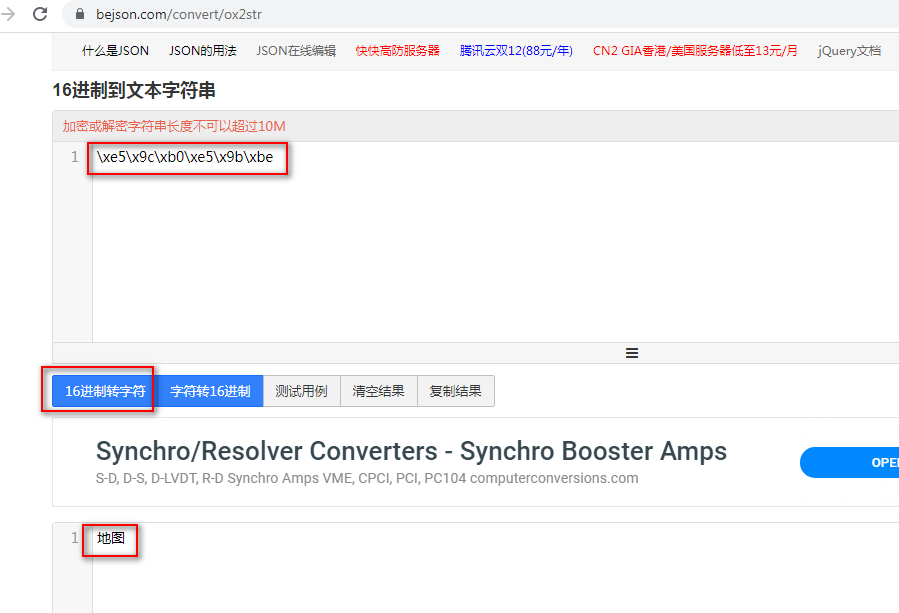 bejson.com/convert/ox2str
什么是JSON JSON的用法 JSON在线编辑 快快高防服务器 腾讯云双12(88元/年) CN2 GIA香港/美国服务器低至13元/月 jQuery文档
16进制到文本字符串
加密或解密字符串长度不可以超过10M
1 \xe5\x9c\xb0\xe5\x9b\xbe
16进制转字符 字符转16进制 测试用例 清空结果 复制结果
Synchro/Resolver Converters - Synchro Booster Amps
S-D, D-S, D-LVDT, R-D Synchro Amps VME, CPCI, PCI, PC104 computerconversions.com
OPE
1 地图